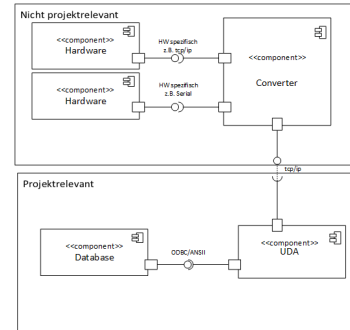 Nicht projektrelevant
<<component>>
Hardware
HW spezifisch
z.B. tcp/ip
<<component>>
Converter
<<component>>
Hardware
HW spezifisch
z.B. Serial
tcp/ip
Projektrelevant
<<component>>
Database
ODBC/ANSII
<<component>>
UDA